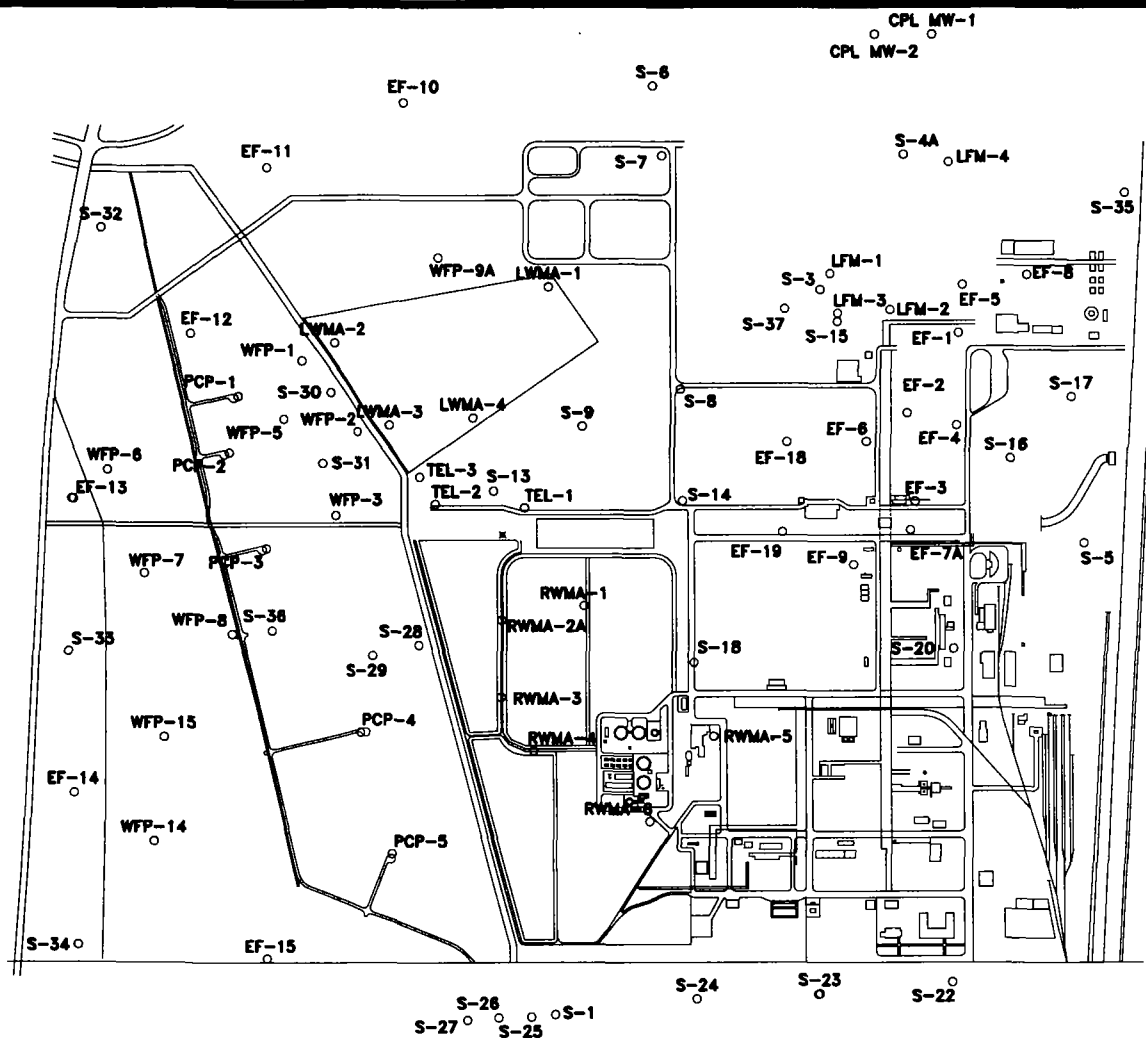 CPL MW-1
CPL MW-2
S-6
EF-10
S-4A
LFM-4
EF-11
S-7
S-35
S-32
WFP-9A
LWMA-1
LFM-1
EF-8
S-3
EF-5
LFM-3
LFM-2
S-37
S-15
EF-12
LWMA-2
EF-1
WFP-1
PCP-1
S-30
S-8
EF-2
S-17
WFP-5
WFP-2
LWMA-3
LWMA-4
S-9
EF-6
EF-4
WFP-6
PCP-2
S-31
EF-18
S-16
TEL-3
S-13
EF-13
TEL-2
TEL-1
S-14
EF-3
WFP-3
EF-19
EF-7A
WFP-7
PCP-3
EF-9
S-5
RWMA-1
WFP-8
S-36
RWMA-2A
S-33
S-28
S-29
S-18
S-20
RWMA-3
WFP-15
PCP-4
RWMA-4
RWMA-5
EF-14
WFP-14
RWMA-6
PCP-5
S-34
EF-15
S-24
S-23
S-22
S-26
S-27
S-25
S-1